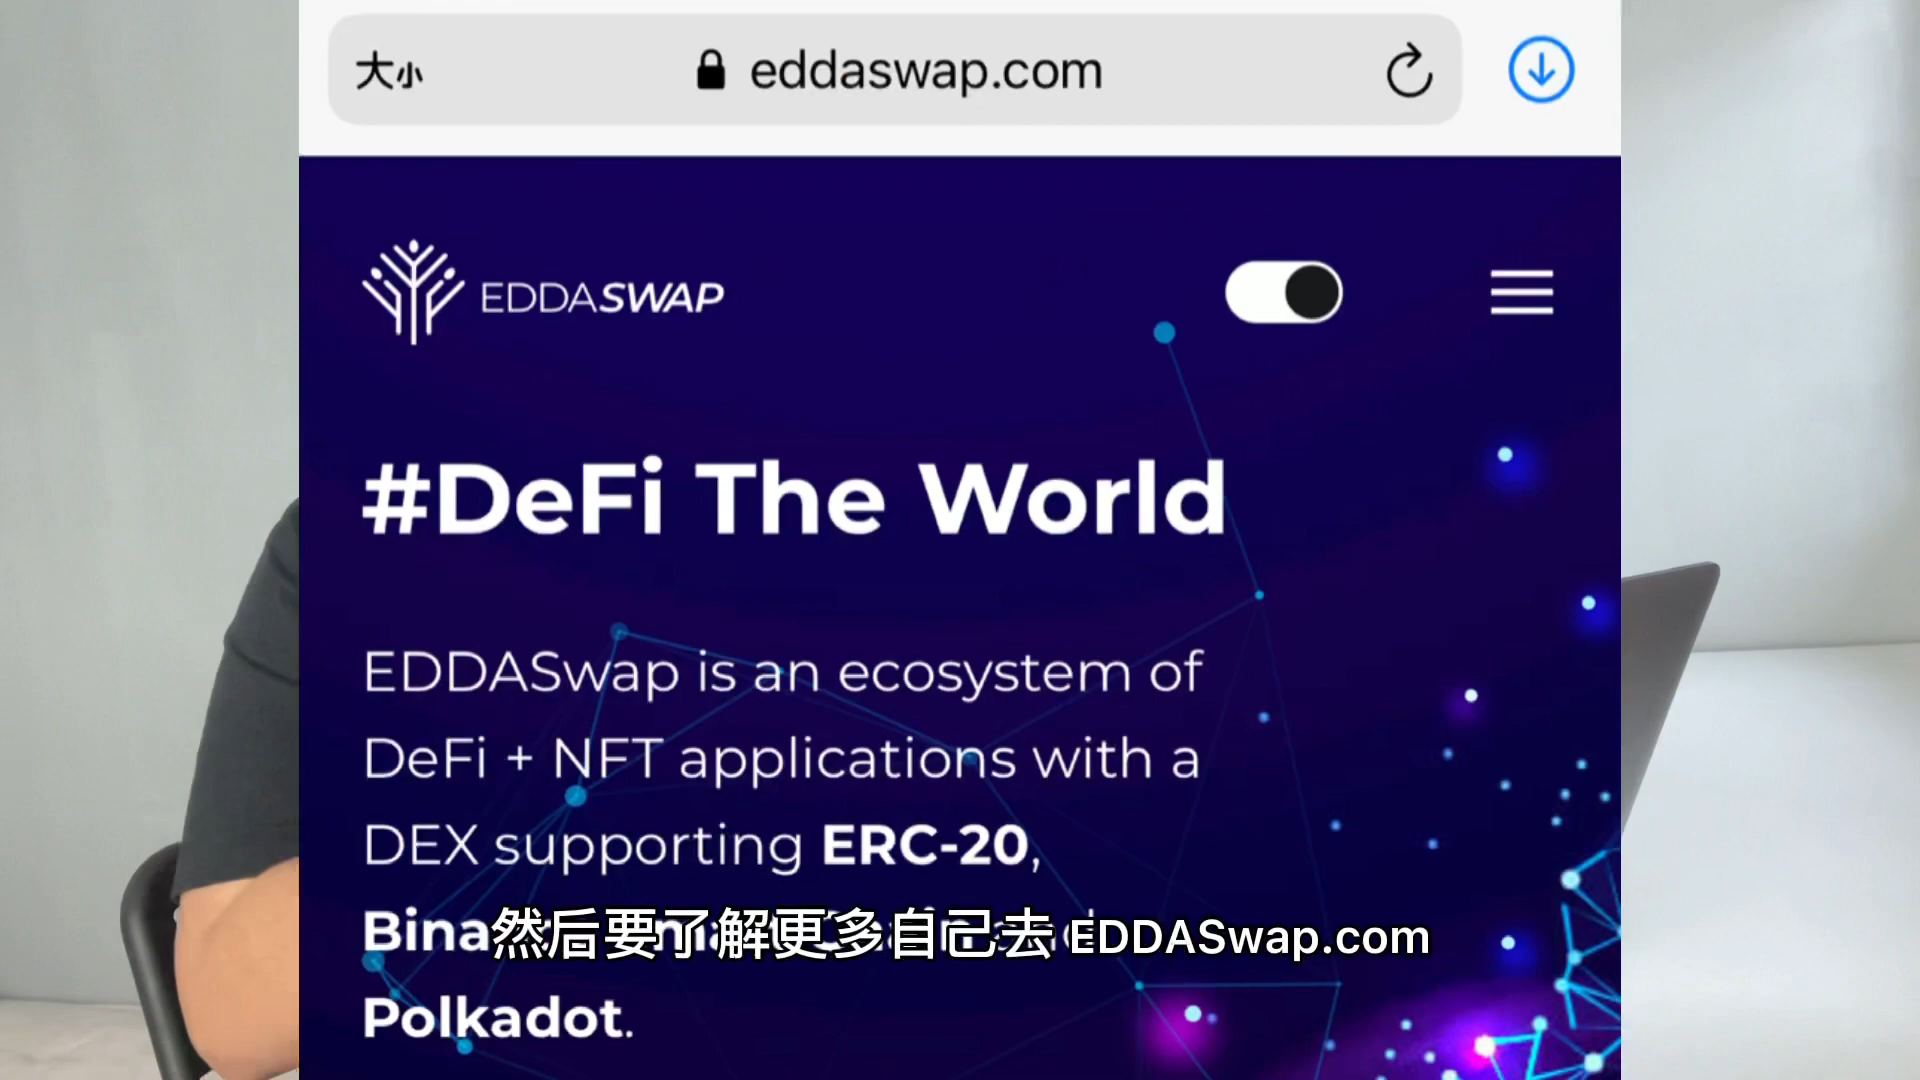 大小 eddaswap.com
EDDASWAP
#DeFi The World
EDDASwap is an ecosystem of
DeFi + NFT applications with a
DEX supporting ERC-20,
然后要了解更多自己去 EDDASwap.com
Polkadot.